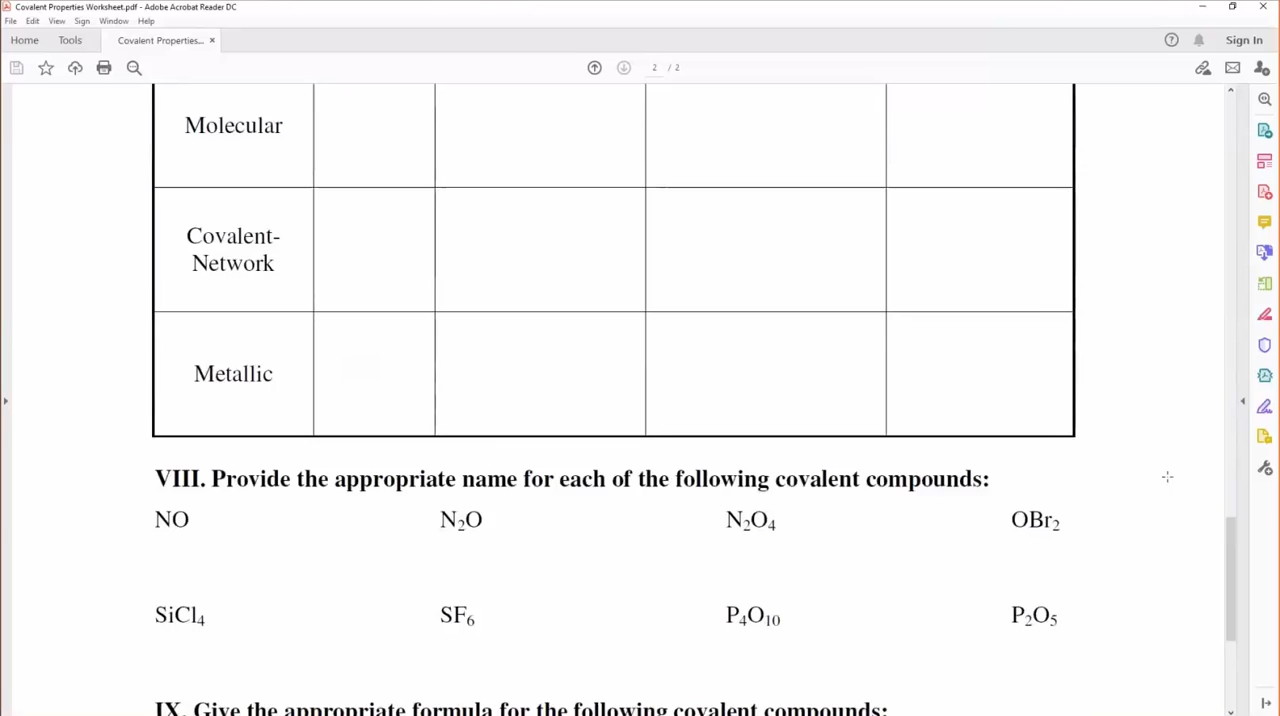 Covalent Properties Worksheet.pdf - Adobe Acrobat Reader DC
File Edit View Sign Window Help
Home Tools Covalent Properties... × Sign In
2 / 2
Molecular
Covalent-
Network
Metallic
VIII. Provide the appropriate name for each of the following covalent compounds:
NO N₂O N₂O₄ OBr₂
SiCl₄ SF₆ P₄O₁₀ P₂O₅
IX. Give the appropriate formula for the following covalent compounds: